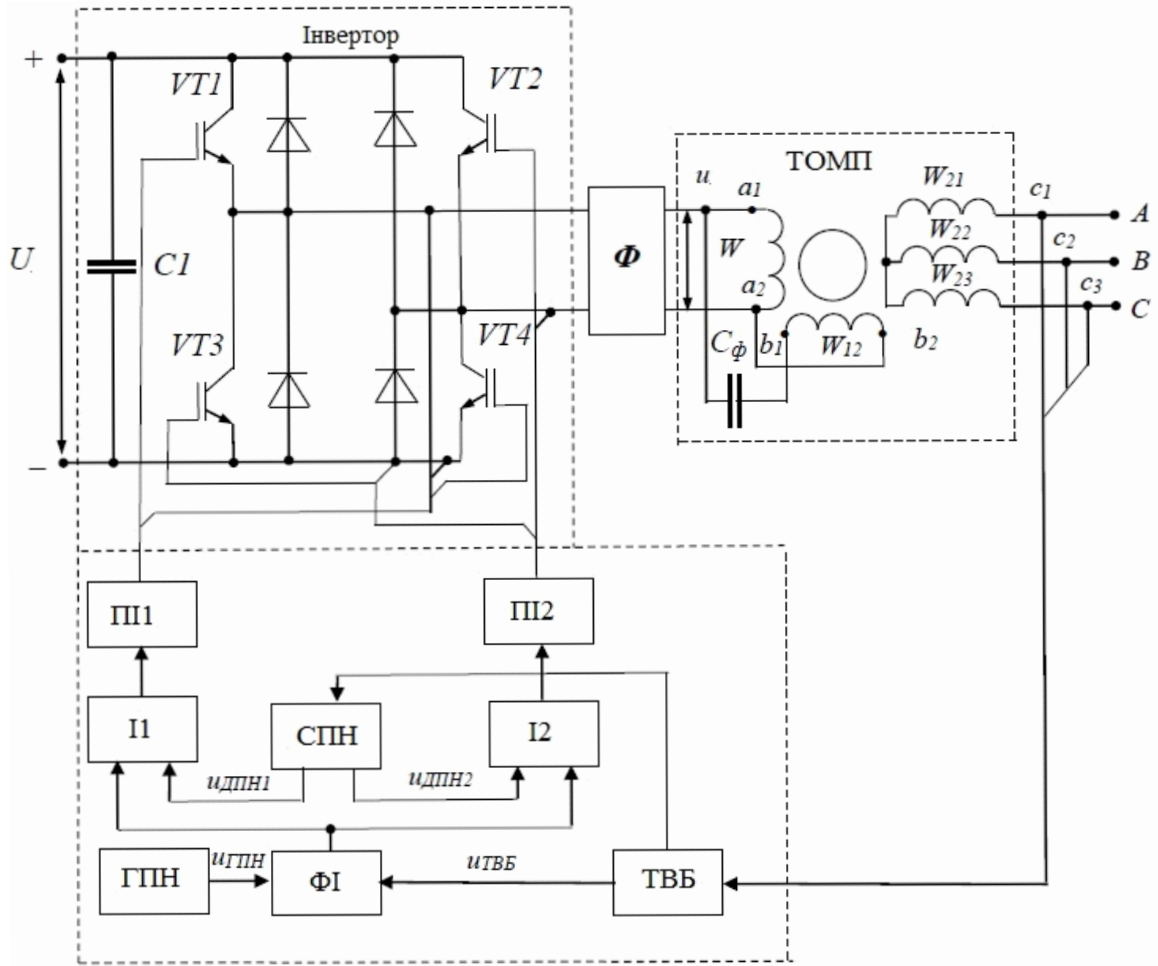 Інвертор
+
VT1
VT2
ТОМП
u.
a1
W21
c1
A
W22
c2
U.
C1
Ф
W
B
W23
a2
c3
C
VT3
VT4
Cф
b1
W12
b2
–
ПІ1
ПІ2
І1
СПН
І2
uДПН1
uДПН2
ГПН
uГПН
ФІ
uТВБ
ТВБ